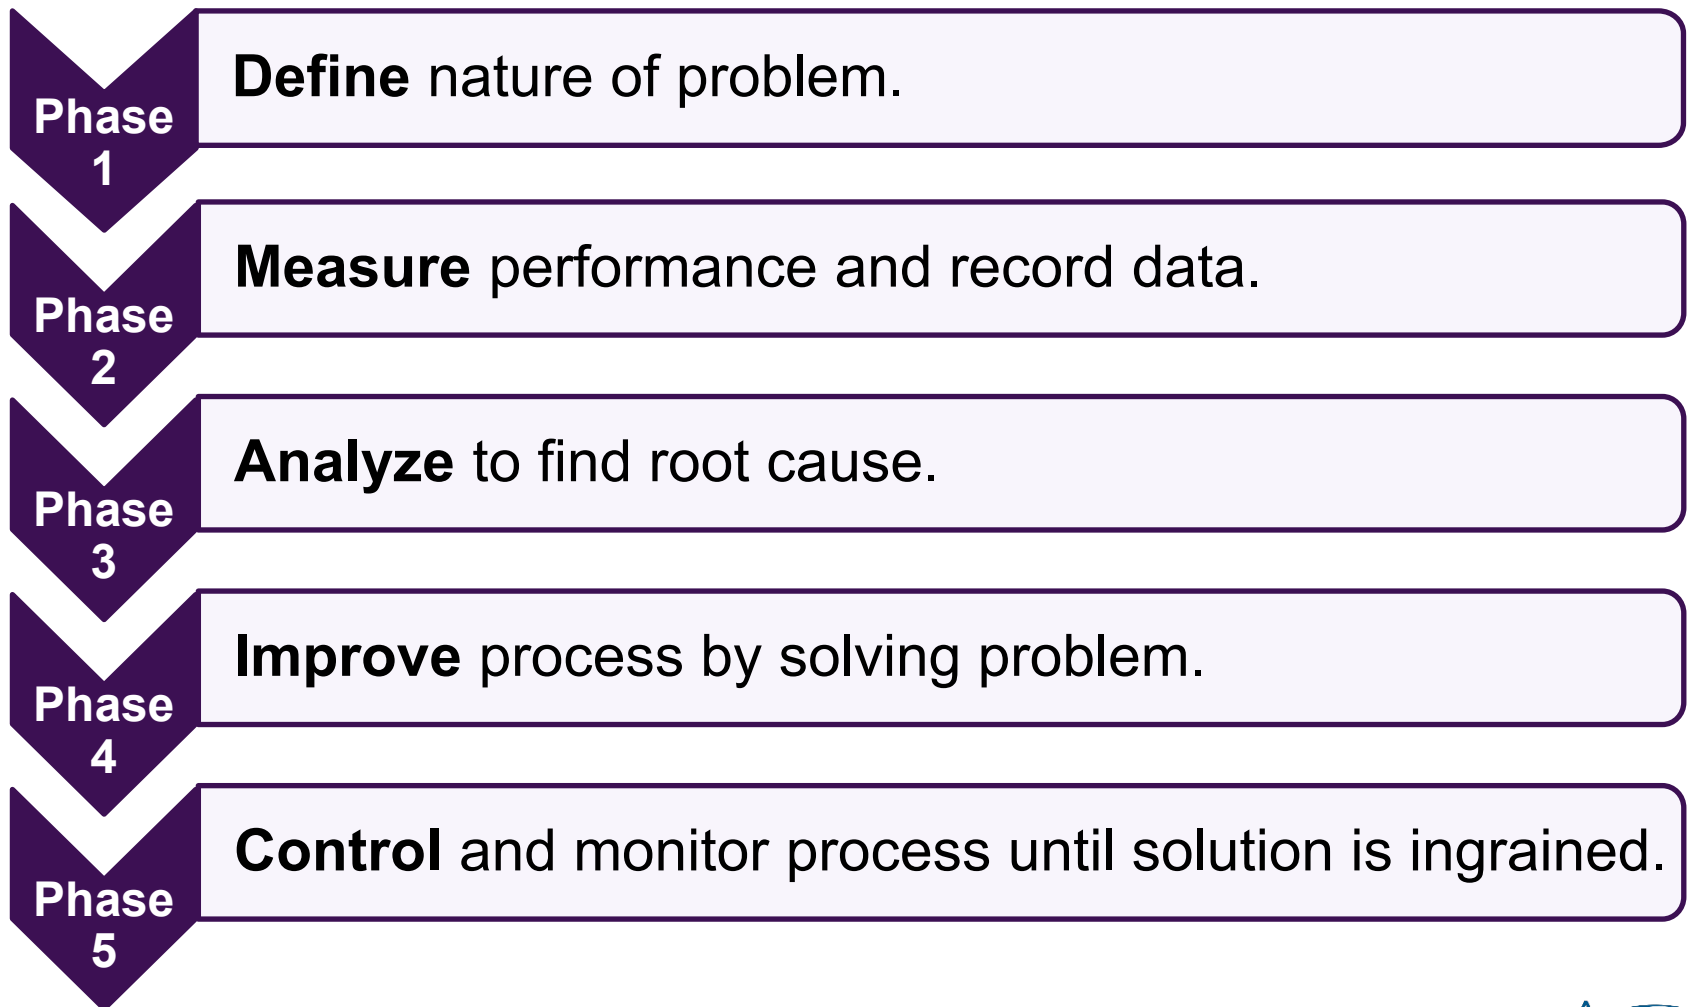 Phase
1
Define nature of problem.
Phase
2
Measure performance and record data.
Phase
3
Analyze to find root cause.
Phase
4
Improve process by solving problem.
Phase
5
Control and monitor process until solution is ingrained.